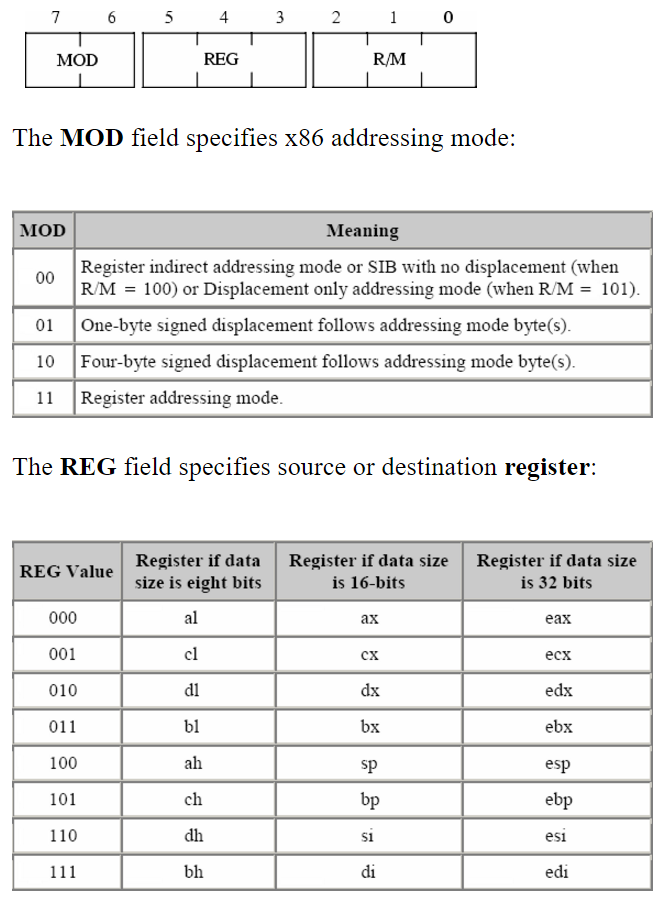 7 6 5 4 3 2 1 0
MOD REG R/M
The MOD field specifies x86 addressing mode:
MOD Meaning
00 Register indirect addressing mode or SIB with no displacement (when
R/M = 100) or Displacement only addressing mode (when R/M = 101).
01 One-byte signed displacement follows addressing mode byte(s).
10 Four-byte signed displacement follows addressing mode byte(s).
11 Register addressing mode.
The REG field specifies source or destination register:
REG Value Register if data size is eight bits Register if data size is 16-bits Register if data size is 32 bits
000 al ax eax
001 cl cx ecx
010 dl dx edx
011 bl bx ebx
100 ah sp esp
101 ch bp ebp
110 dh si esi
111 bh di edi